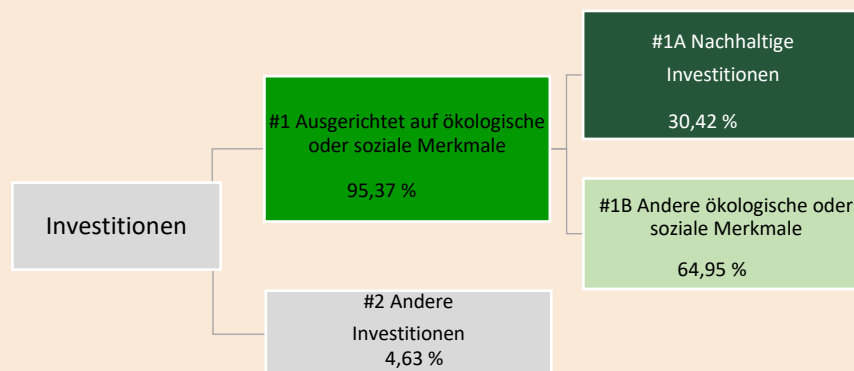 Investitionen
#1 Ausgerichtet auf ökologische
oder soziale Merkmale
95,37 %
#2 Andere
Investitionen
4,63 %
#1A Nachhaltige
Investitionen
30,42 %
#1B Andere ökologische oder
soziale Merkmale
64,95 %